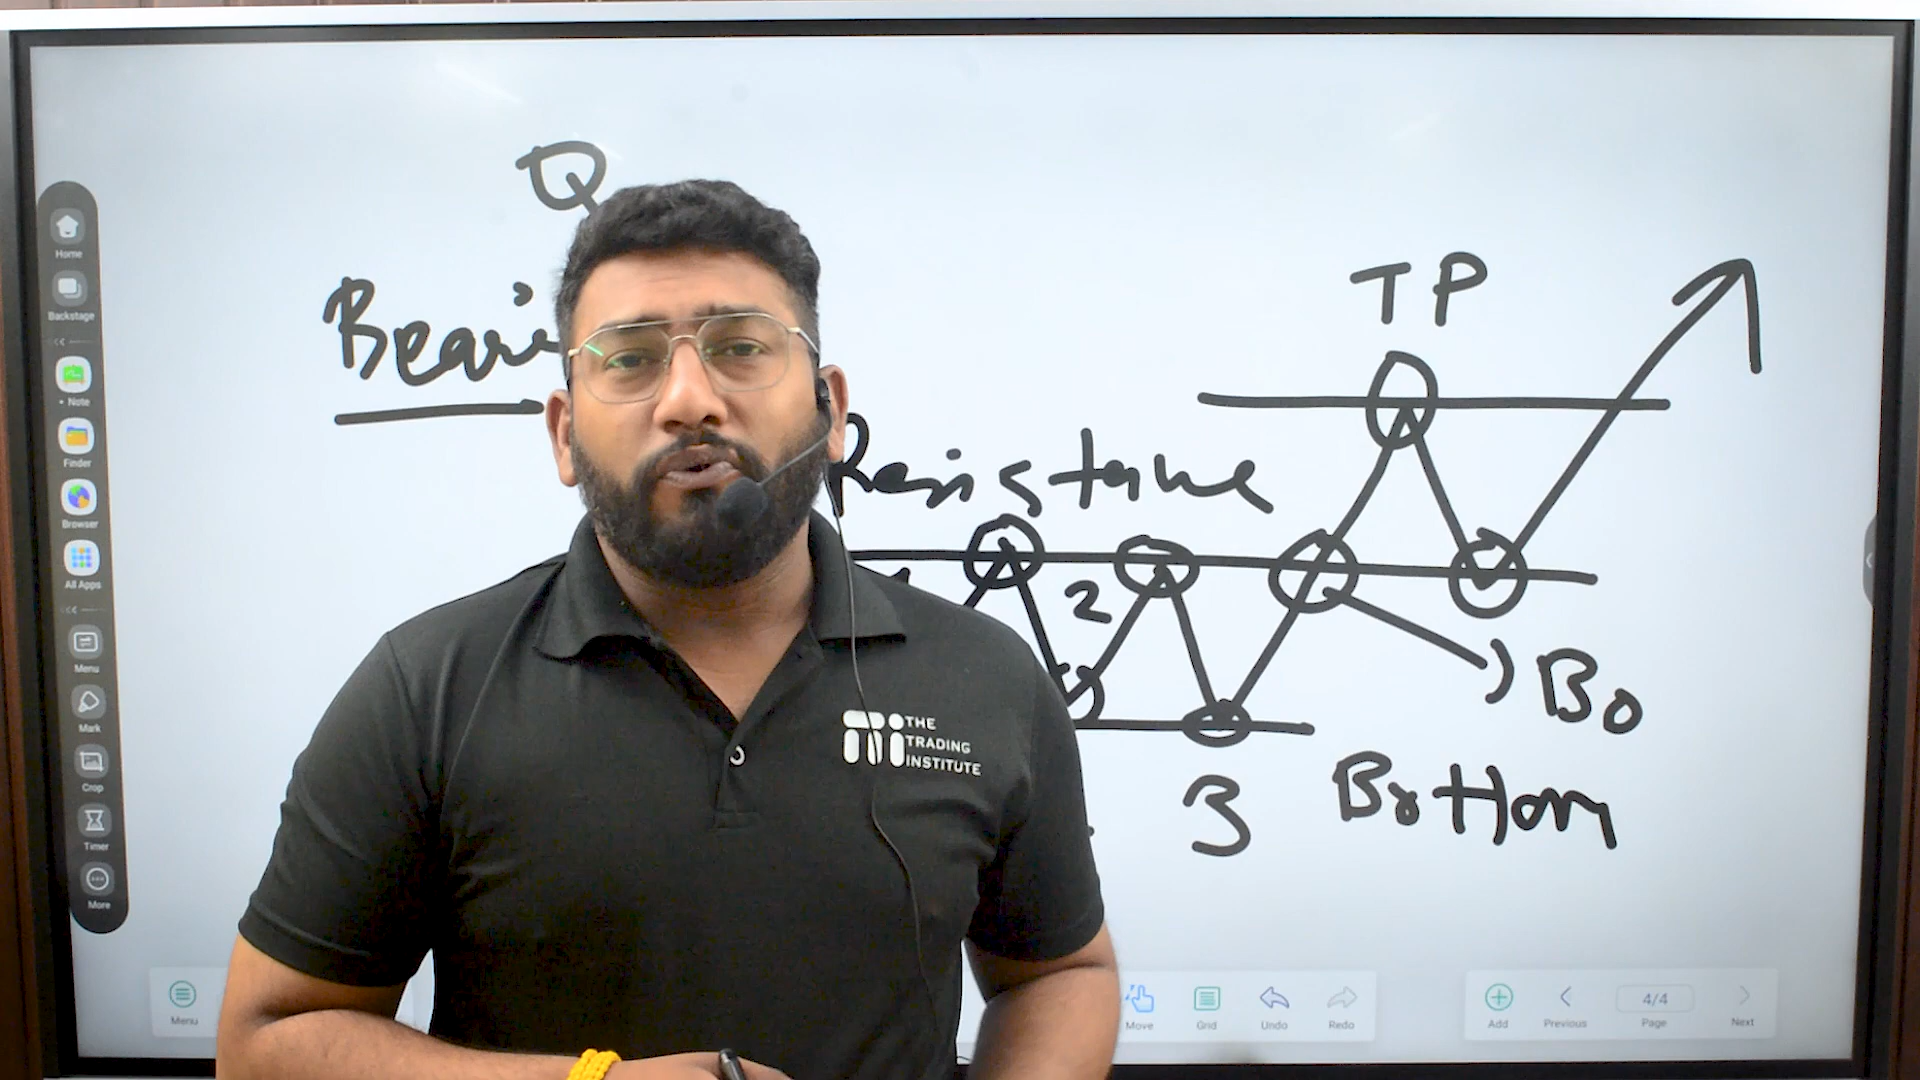 Q
TP
Resistance
2
BO
3
Bottom
THE
TRADING
INSTITUTE
Home
Backstage
Note
Finder
Browser
All Apps
Menu
Mark
Crop
Timer
More
Menu
Move
Grid
Undo
Redo
Add
Previous
4/4
Page
Next